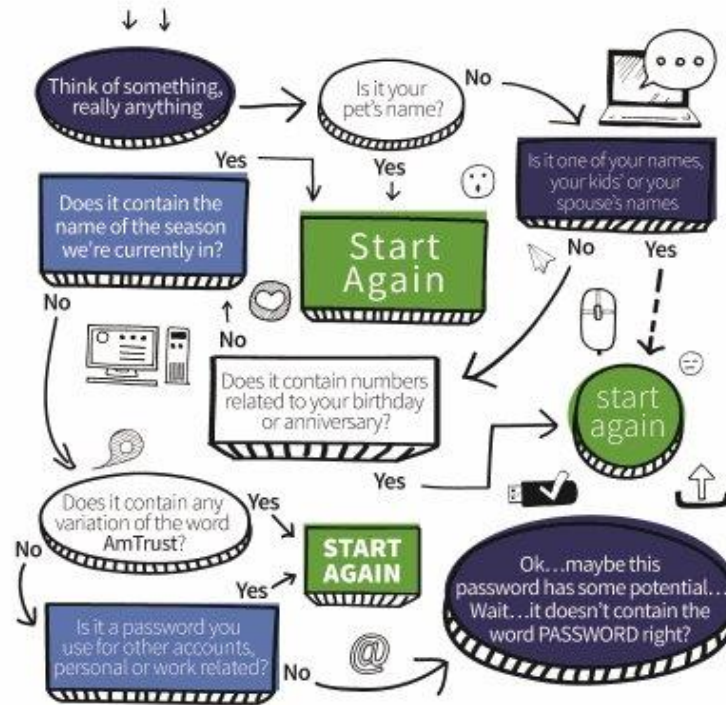 Think of something,
really anything
Is it your
pet's name?
No
Is it one of your names,
your kids' or your
spouse's names
Yes
Yes
Does it contain the
name of the season
we're currently in?
Start
Again
No
Yes
No
No
Does it contain numbers
related to your birthday
or anniversary?
start
again
Yes
Does it contain any
variation of the word
AmTrust?
Yes
START
AGAIN
No
Yes
Is it a password you
use for other accounts,
personal or work related?
No
@
Ok...maybe this
password has some potential...
Wait...it doesn't contain the
word PASSWORD right?